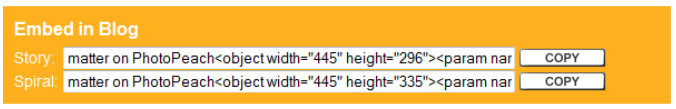 Embed in Blog
Story: matter on PhotoPeach<object width="445" height="296"><param nar COPY
Spiral: matter on PhotoPeach<object width="445" height="335"><param nar COPY